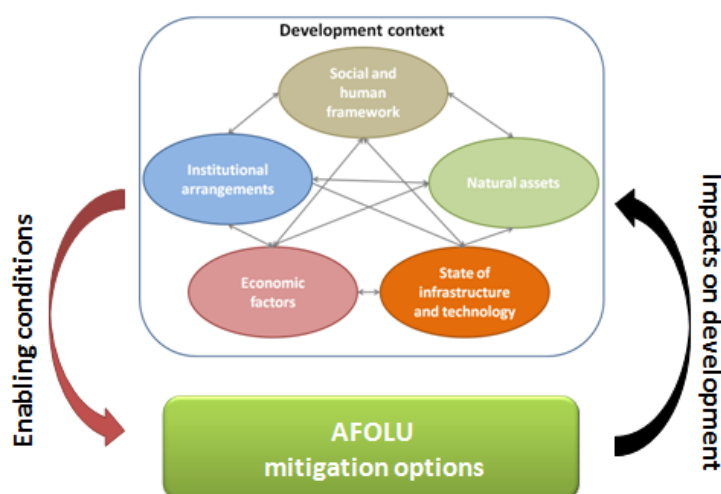 Development context
Social and
human
framework
Institutional
arrangements
Natural assets
Economic
factors
State of
infrastructure
and technology
Enabling conditions
Impacts on development
AFOLU
mitigation options